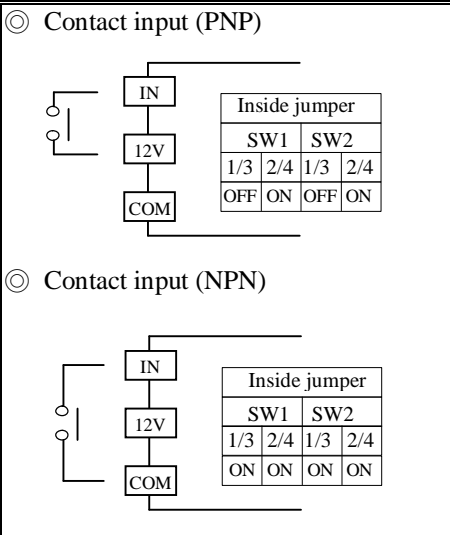 ◎ Contact input (PNP)
IN
12V
COM
Inside jumper
SW1 SW2
1/3 2/4 1/3 2/4
OFF ON OFF ON
◎ Contact input (NPN)
IN
12V
COM
Inside jumper
SW1 SW2
1/3 2/4 1/3 2/4
ON ON ON ON